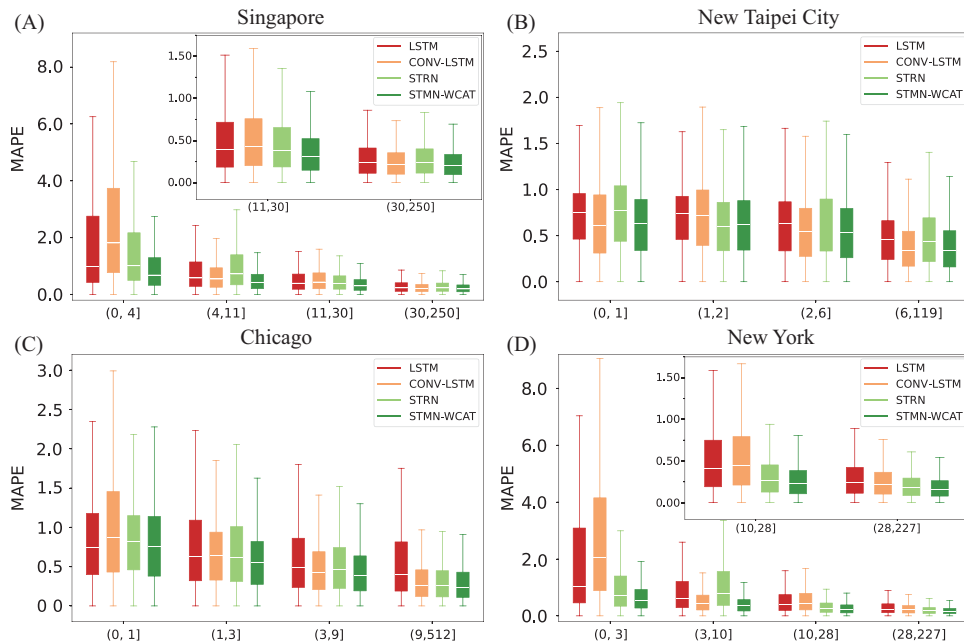 (A) Singapore
8.0
6.0
4.0
2.0
0.0
MAPE
1.50
1.00
0.50
0.00
(11,30] (30,250]
LSTM
CONV-LSTM
STRN
STMN-WCAT
(0, 4] (4,11] (11,30] (30,250]
(B) New Taipei City
2.5
2.0
1.5
1.0
0.5
0.0
MAPE
LSTM
CONV-LSTM
STRN
STMN-WCAT
(0, 1] (1,2] (2,6] (6,119]
(C) Chicago
3.0
2.5
2.0
1.5
1.0
0.5
0.0
MAPE
LSTM
CONV-LSTM
STRN
STMN-WCAT
(0, 1] (1,3] (3,9] (9,512]
(D) New York
8.0
6.0
4.0
2.0
0.0
MAPE
1.50
1.00
0.50
0.00
(10,28] (28,227]
LSTM
CONV-LSTM
STRN
STMN-WCAT
(0, 3] (3,10] (10,28] (28,227]